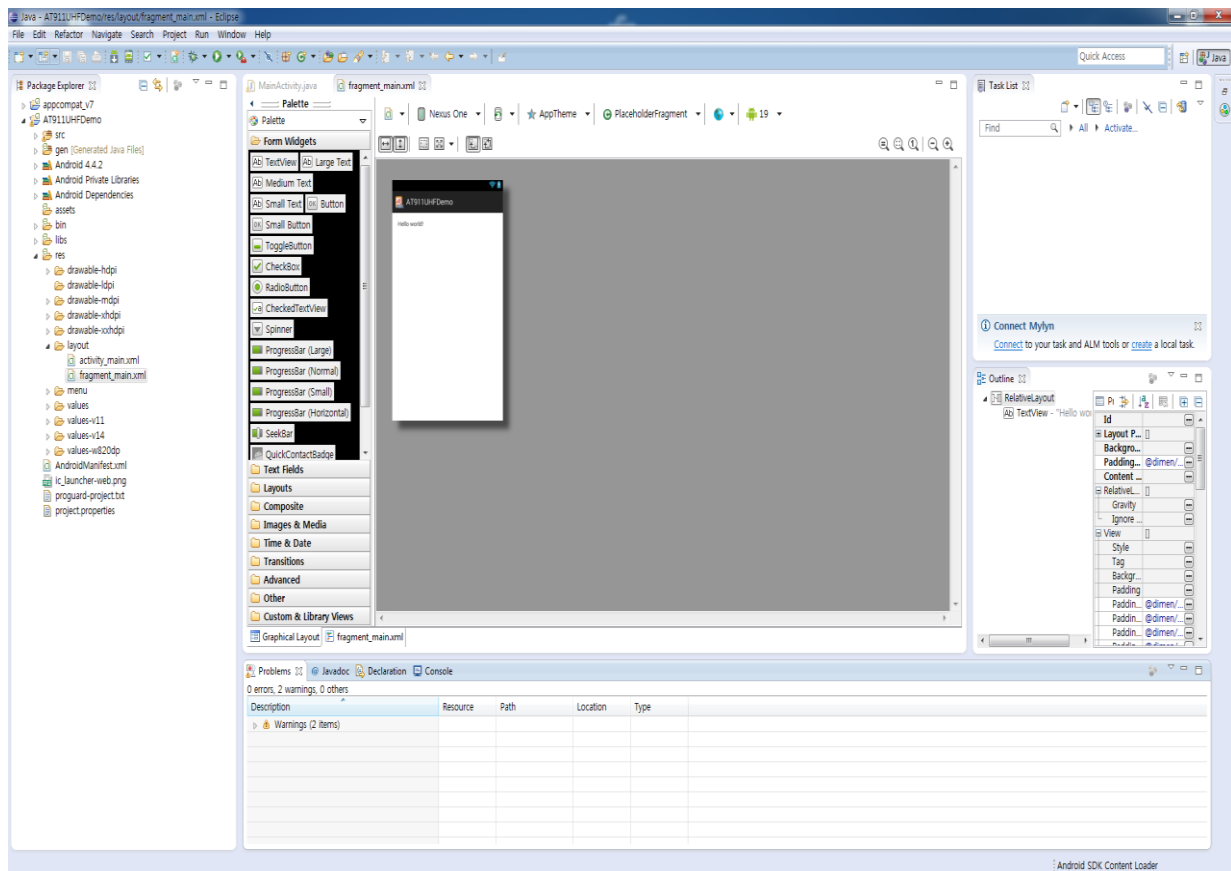 Java - AT911UHFDemo/res/layout/fragment_main.xml - Eclipse
File Edit Refactor Navigate Search Project Run Window Help
Quick Access
Java
Package Explorer
appcompat_v7
AT911UHFDemo
src
gen [Generated Java Files]
Android 4.4.2
Android Private Libraries
Android Dependencies
assets
bin
libs
res
drawable-hdpi
drawable-ldpi
drawable-mdpi
drawable-xhdpi
drawable-xxhdpi
layout
activity_main.xml
fragment_main.xml
menu
values
values-v11
values-v14
values-w820dp
AndroidManifest.xml
ic_launcher-web.png
proguard-project.txt
project.properties
MainActivity.java
fragment_main.xml
Palette
Palette
Form Widgets
Ab TextView Ab Large Text
Ab Medium Text
Ab Small Text OK Button
OK Small Button
ToggleButton
CheckBox
RadioButton
CheckedTextView
Spinner
ProgressBar (Large)
ProgressBar (Normal)
ProgressBar (Small)
ProgressBar (Horizontal)
SeekBar
QuickContactBadge
Text Fields
Layouts
Composite
Images & Media
Time & Date
Transitions
Advanced
Other
Custom & Library Views
Graphical Layout fragment_main.xml
Nexus One AppTheme PlaceholderFragment 19
AT911UHFDemo
Hello world!
Task List
Find All Activate...
Connect Mylyn
Connect to your task and ALM tools or create a local task.
Outline
RelativeLayout
Ab TextView - "Hello wo
Id
Layout P... []
Backgro...
Padding... @dimen/...
Content ...
RelativeL... []
Gravity
Ignore ...
View []
Style
Tag
Backgr...
Padding
Paddin... @dimen/...
Paddin... @dimen/...
Paddin... @dimen/...
Problems @ Javadoc Declaration Console
0 errors, 2 warnings, 0 others
Description Resource Path Location Type
Warnings (2 items)
Android SDK Content Loader